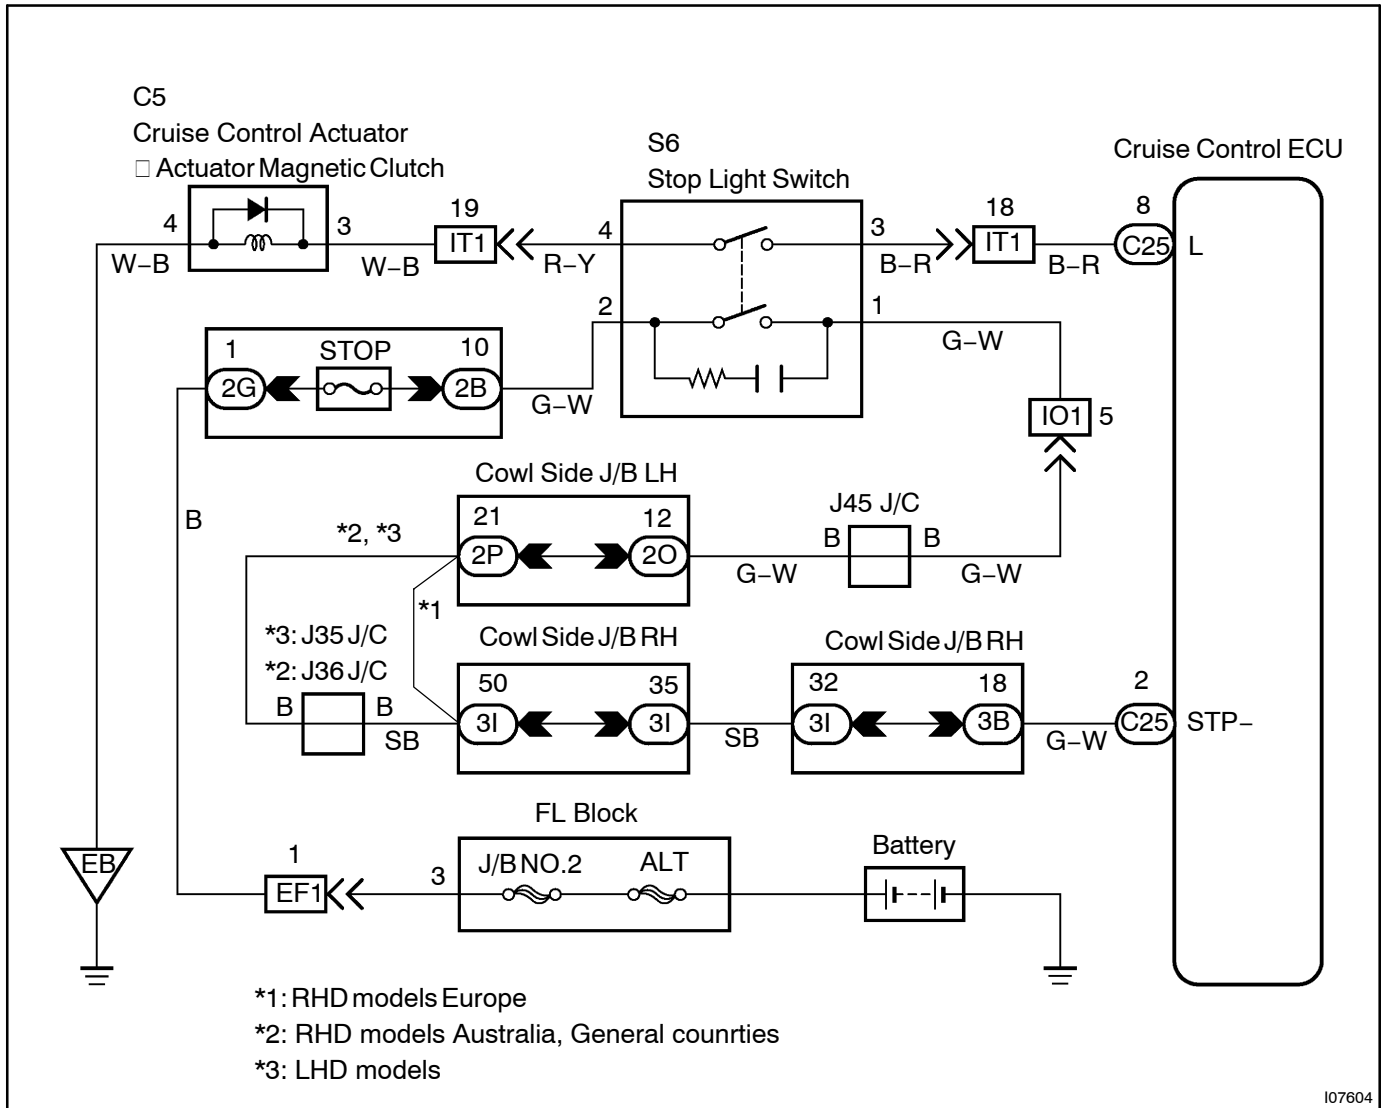 C5
Cruise Control Actuator
□ Actuator Magnetic Clutch
S6
Stop Light Switch
Cruise Control ECU
4
3
19
4
3
18
8
IT1
IT1
C25
L
W-B
W-B
R-Y
B-R
B-R
2
1
G-W
1
STOP
10
2G
2B
G-W
IO1
5
Cowl Side J/B LH
J45 J/C
B
*2, *3
21
12
B
B
2P
2O
G-W
G-W
*1
*3: J35 J/C
*2: J36 J/C
Cowl Side J/B RH
Cowl Side J/B RH
50
35
32
18
2
B
B
3I
3I
3I
3B
C25
STP-
SB
SB
G-W
FL Block
Battery
EB
1
3
J/B NO.2
ALT
EF1
*1: RHD models Europe
*2: RHD models Australia, General counrties
*3: LHD models
I07604